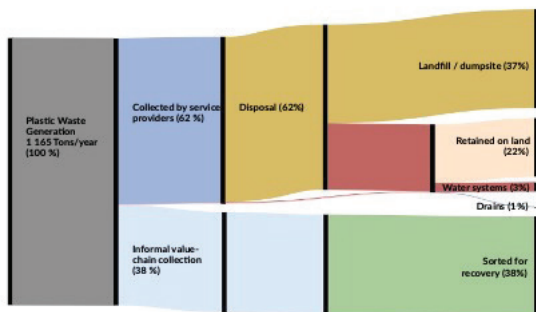 Plastic Waste
Generation
1 165 Tons/year
(100 %)
Collected by service
providers (62 %)
Informal value-
chain collection
(38 %)
Disposal (62%)
Landfill / dumpsite (37%)
Retained on land
(22%)
Water systems (3%)
Drains (1%)
Sorted for
recovery (38%)